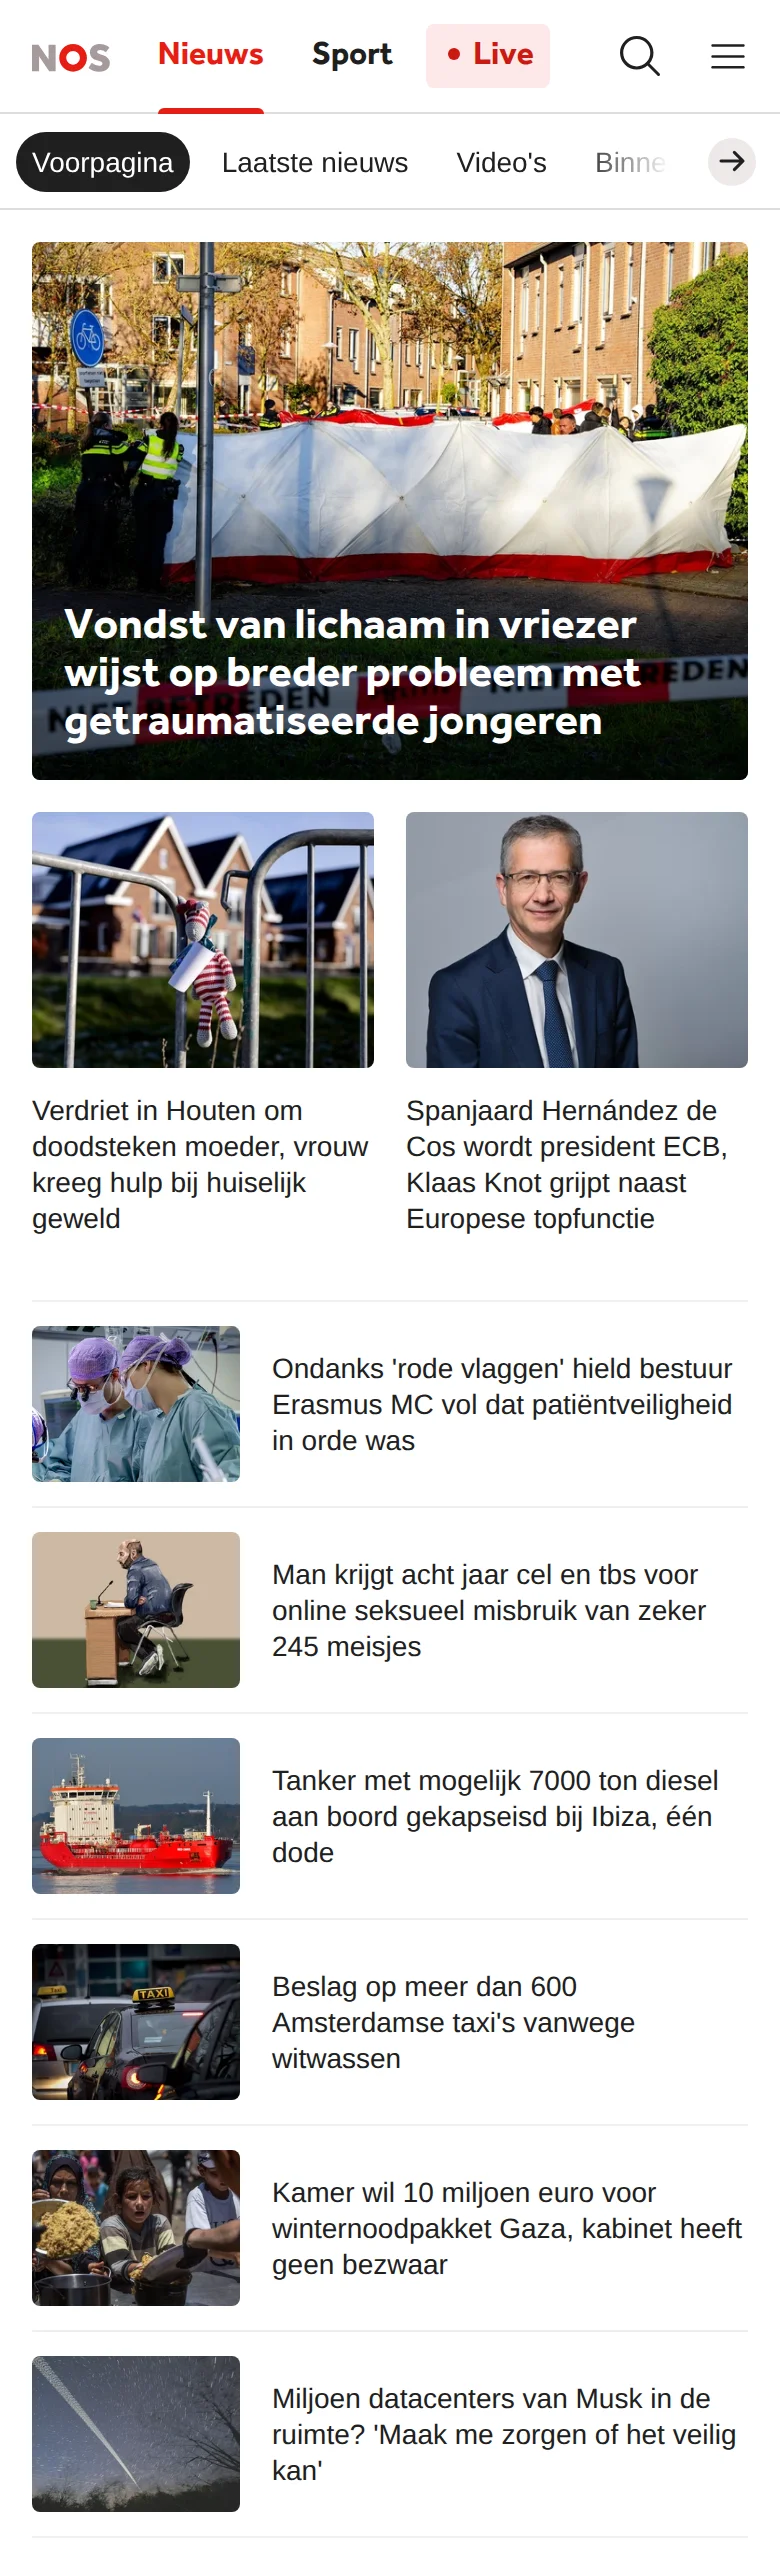 NOS
Nieuws
Sport
Live
Voorpagina
Laatste nieuws
Video's
Binne
Vondst van lichaam in vriezer
wijst op breder probleem met
getraumatiseerde jongeren
Verdriet in Houten om
doodsteken moeder, vrouw
kreeg hulp bij huiselijk
geweld
Spanjaard Hernández de
Cos wordt president ECB,
Klaas Knot grijpt naast
Europese topfunctie
Ondanks 'rode vlaggen' hield bestuur
Erasmus MC vol dat patiëntveiligheid
in orde was
Man krijgt acht jaar cel en tbs voor
online seksueel misbruik van zeker
245 meisjes
Tanker met mogelijk 7000 ton diesel
aan boord gekapseisd bij Ibiza, één
dode
TAXI
Beslag op meer dan 600
Amsterdamse taxi's vanwege
witwassen
Kamer wil 10 miljoen euro voor
winternoodpakket Gaza, kabinet heeft
geen bezwaar
Miljoen datacenters van Musk in de
ruimte? 'Maak me zorgen of het veilig
kan'